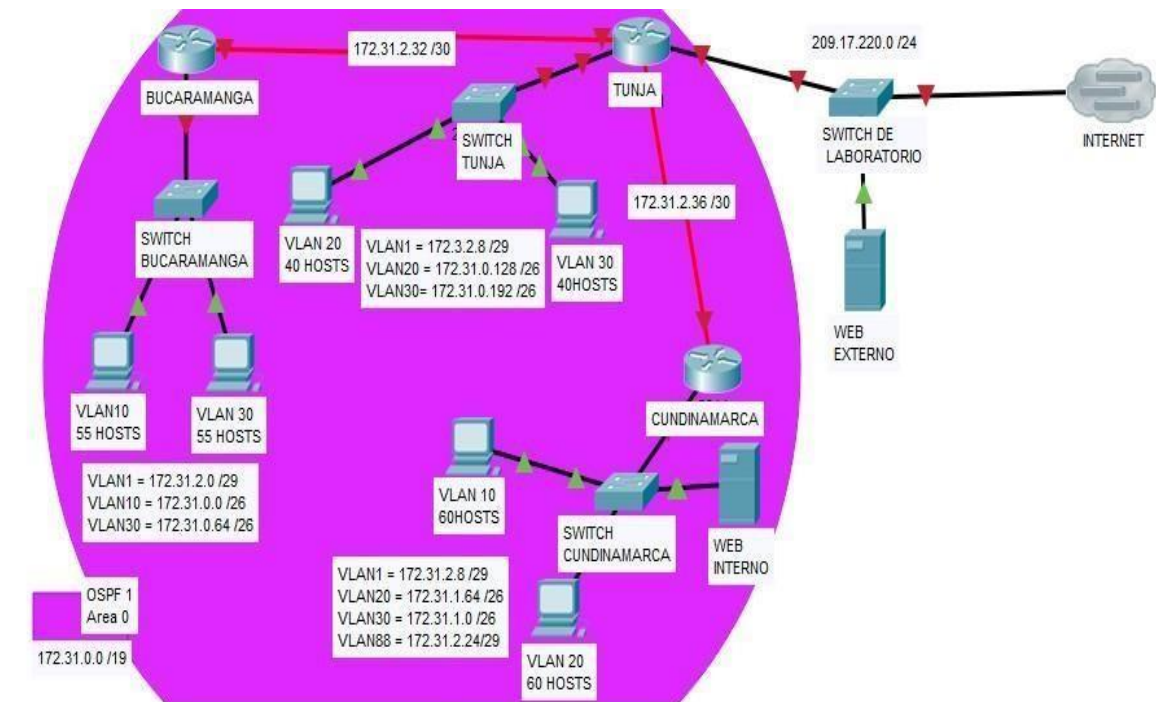 172.31.2.32 /30
209.17.220.0 /24
BUCARAMANGA
TUNJA
INTERNET
SWITCH
TUNJA
SWITCH DE
LABORATORIO
172.31.2.36 /30
SWITCH
BUCARAMANGA
VLAN 20
40 HOSTS
VLAN1 = 172.3.2.8 /29
VLAN20 = 172.31.0.128 /26
VLAN30= 172.31.0.192 /26
VLAN 30
40HOSTS
WEB
EXTERNO
VLAN10
55 HOSTS
VLAN 30
55 HOSTS
CUNDINAMARCA
VLAN1 = 172.31.2.0 /29
VLAN10 = 172.31.0.0 /26
VLAN30 = 172.31.0.64 /26
VLAN 10
60HOSTS
SWITCH
CUNDINAMARCA
WEB
INTERNO
VLAN1 = 172.31.2.8 /29
VLAN20 = 172.31.1.64 /26
VLAN30 = 172.31.1.0 /26
VLAN88 = 172.31.2.24/29
OSPF 1
Area 0
172.31.0.0 /19
VLAN 20
60 HOSTS